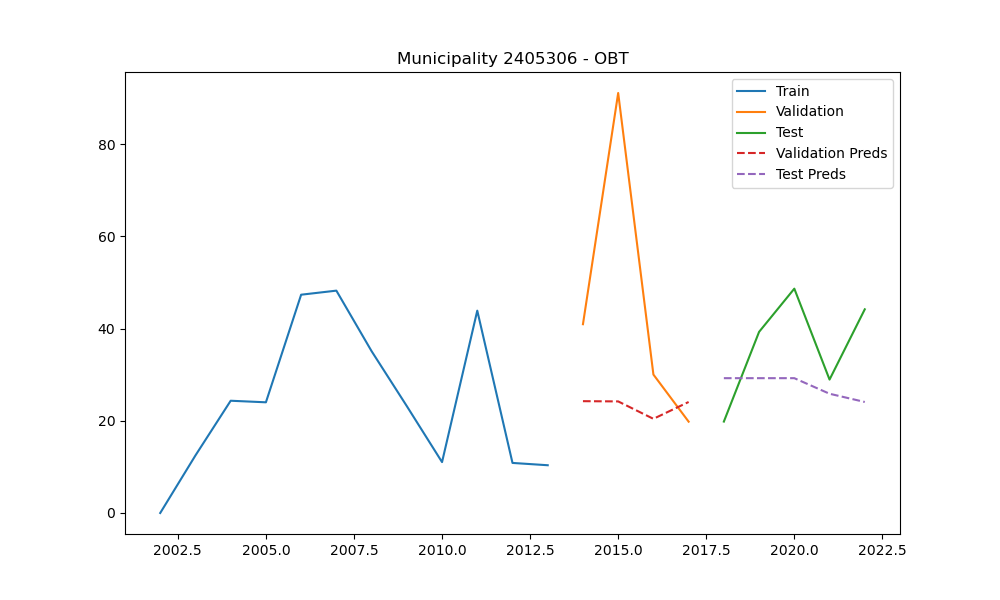 Municipality 2405306 - OBT
Train
Validation
Test
Validation Preds
Test Preds
80
60
40
20
0
2002.5 2005.0 2007.5 2010.0 2012.5 2015.0 2017.5 2020.0 2022.5